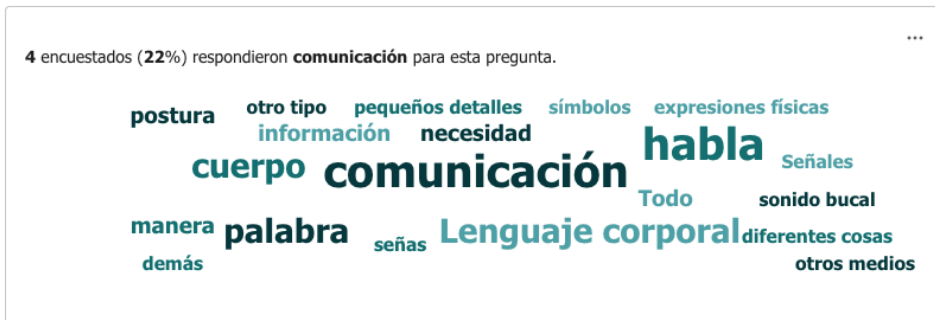 ...
4 encuestados (22%) respondieron comunicación para esta pregunta.
postura otro tipo pequeños detalles símbolos expresiones físicas
información necesidad habla
cuerpo comunicación Señales
Todo sonido bucal
manera palabra señas Lenguaje corporal diferentes cosas
demás otros medios